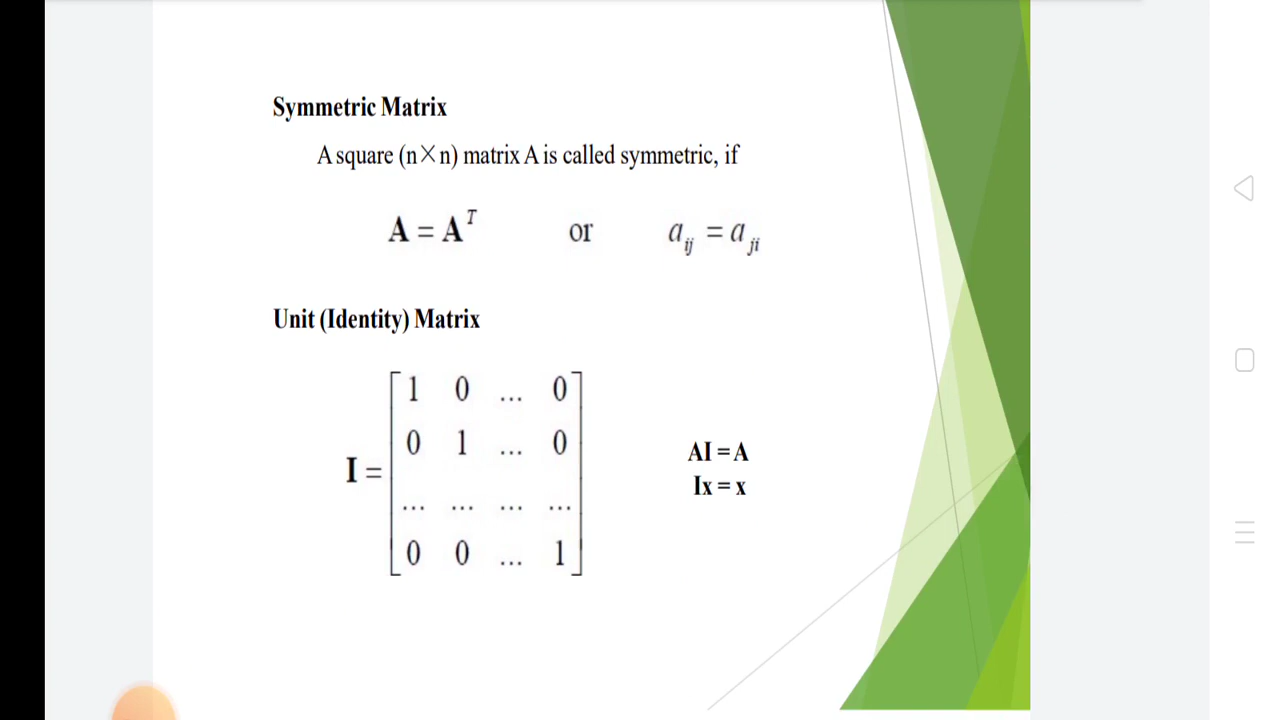 Symmetric Matrix
A square (n×n) matrix A is called symmetric, if
A = Aᵀ or a_ij = a_ji
Unit (Identity) Matrix
I =
1 0 ... 0
0 1 ... 0
... ... ... ...
0 0 ... 1
AI = A
Ix = x